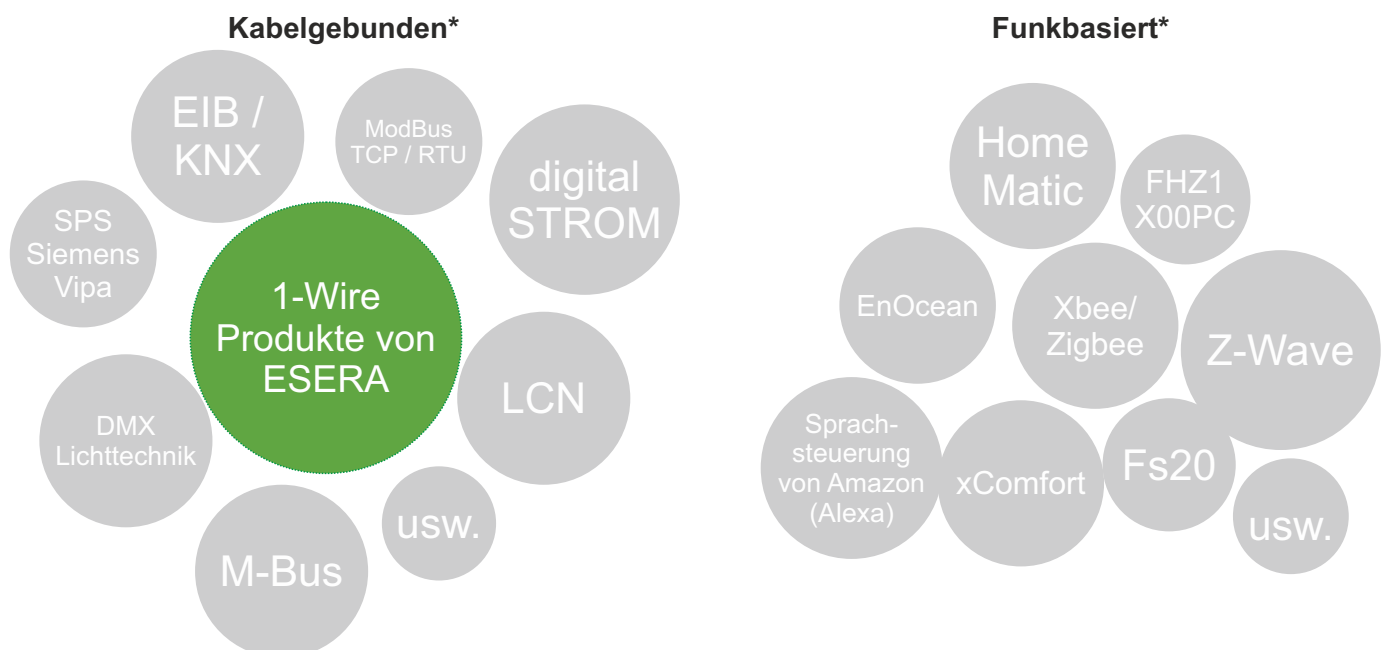 Kabelgebunden*
EIB /
KNX
ModBus
TCP / RTU
digital
STROM
SPS
Siemens
Vipa
1-Wire
Produkte von
ESERA
LCN
DMX
Lichttechnik
usw.
M-Bus
Funkbasiert*
Home
Matic
FHZ1
X00PC
EnOcean
Xbee/
Zigbee
Z-Wave
Sprach-
steuerung
von Amazon
(Alexa)
xComfort
Fs20
usw.